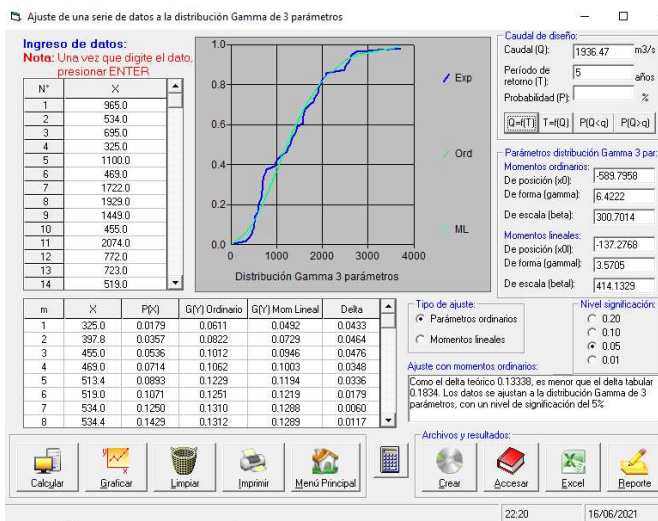 Ajuste de una serie de datos a la distribución Gamma de 3 parámetros
Ingreso de datos:
Nota: Una vez que digite el dato,
presionar ENTER
N° X
1 965.0
2 534.0
3 695.0
4 325.0
5 1100.0
6 469.0
7 1722.0
8 1929.0
9 1449.0
10 455.0
11 2074.0
12 772.0
13 723.0
14 519.0
1.0
0.8
0.6
0.4
0.2
0.0
0 1000 2000 3000 4000
Distribución Gamma 3 parámetros
Exp
Ord
ML
Caudal de diseño:
Caudal (Q): 1936.47 m3/s
Período de
retorno (T): 5 años
Probabilidad (P): %
Q=f(T) T=f(Q) P(Q<q) P(Q>q)
Parámetros distribución Gamma 3 par:
Momentos ordinarios:
De posición (x0): -589.7958
De forma (gamma): 6.4222
De escala (beta): 300.7014
Momentos lineales:
De posición (x0l): -137.2768
De forma (gammal): 3.5705
De escala (betal): 414.1329
m X P(X) G(Y) Ordinario G(Y) Mom Lineal Delta
1 325.0 0.0179 0.0611 0.0492 0.0433
2 397.8 0.0357 0.0822 0.0729 0.0464
3 455.0 0.0536 0.1012 0.0946 0.0476
4 469.0 0.0714 0.1062 0.1003 0.0348
5 513.4 0.0893 0.1229 0.1194 0.0336
6 519.0 0.1071 0.1251 0.1219 0.0179
7 534.0 0.1250 0.1310 0.1288 0.0060
8 534.4 0.1429 0.1312 0.1289 0.0117
Tipo de ajuste:
Parámetros ordinarios
Momentos lineales
Nivel significación:
0.20
0.10
0.05
0.01
Ajuste con momentos ordinarios:
Como el delta teórico 0.13338, es menor que el delta tabular
0.1834. Los datos se ajustan a la distribución Gamma de 3
parámetros, con un nivel de significación del 5%
Calcular
Graficar
Limpiar
Imprimir
Menú Principal
Archivos y resultados:
Crear
Accesar
Excel
Reporte
22:20 16/06/2021